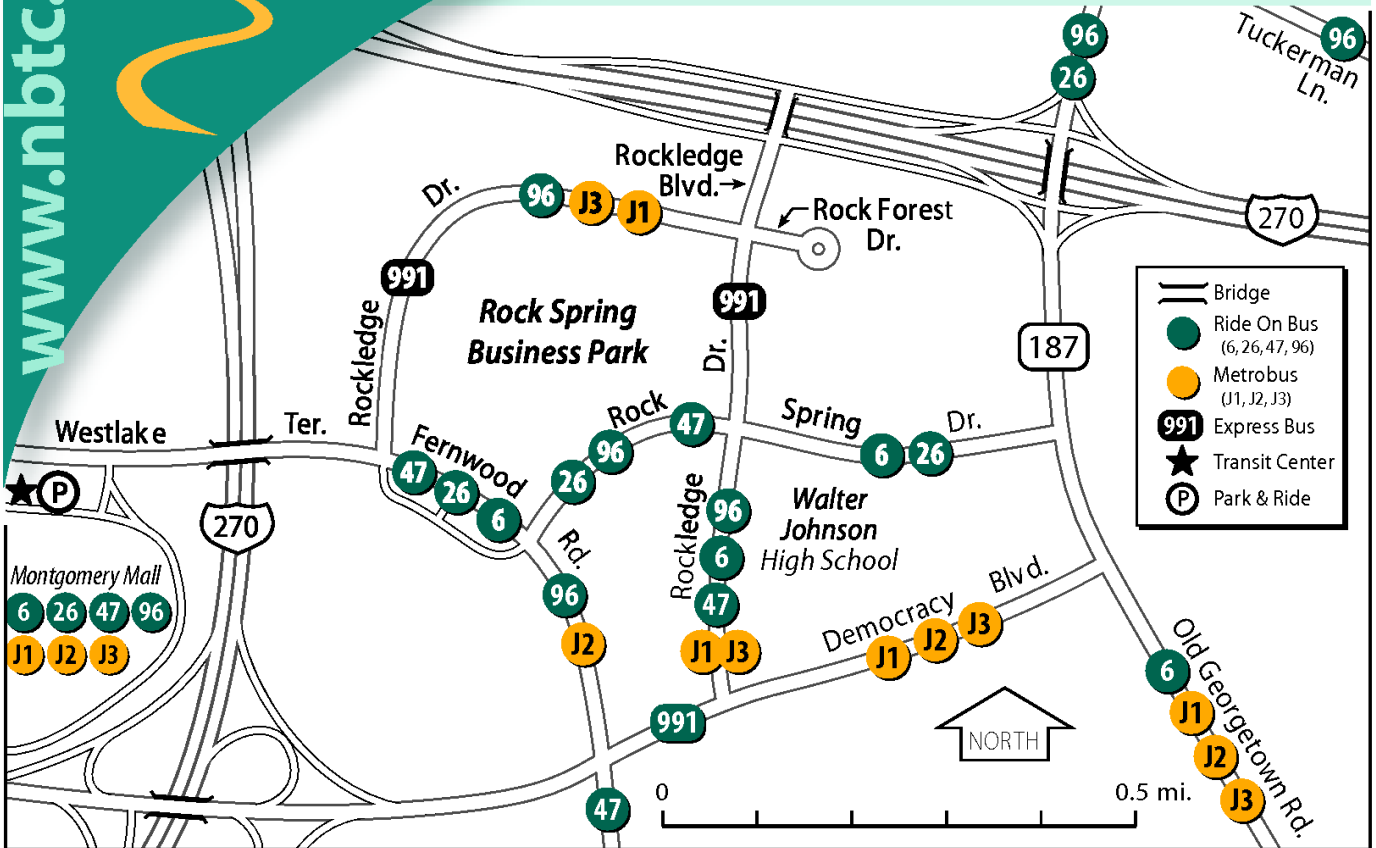 www.nbtc.
96
26
Tuckerman
Ln.
96
Rockledge
Blvd.
Dr.
96
J3
J1
Rock Forest
Dr.
270
991
991
Rock Spring
Business Park
Rockledge
Dr.
187
Bridge
Ride On Bus
(6, 26, 47, 96)
Metrobus
(J1, J2, J3)
991 Express Bus
Transit Center
P Park & Ride
Westlake
Ter.
Fernwood
Rd.
47
26
6
Rock
Spring
Dr.
26
96
47
6
26
P
270
Rockledge
96
6
47
J1
J3
Walter
Johnson
High School
Montgomery Mall
6 26 47 96
J1 J2 J3
96
J2
Democracy
Blvd.
J1
J2
J3
991
47
NORTH
0
0.5 mi.
Old Georgetown Rd.
6
J1
J2
J3